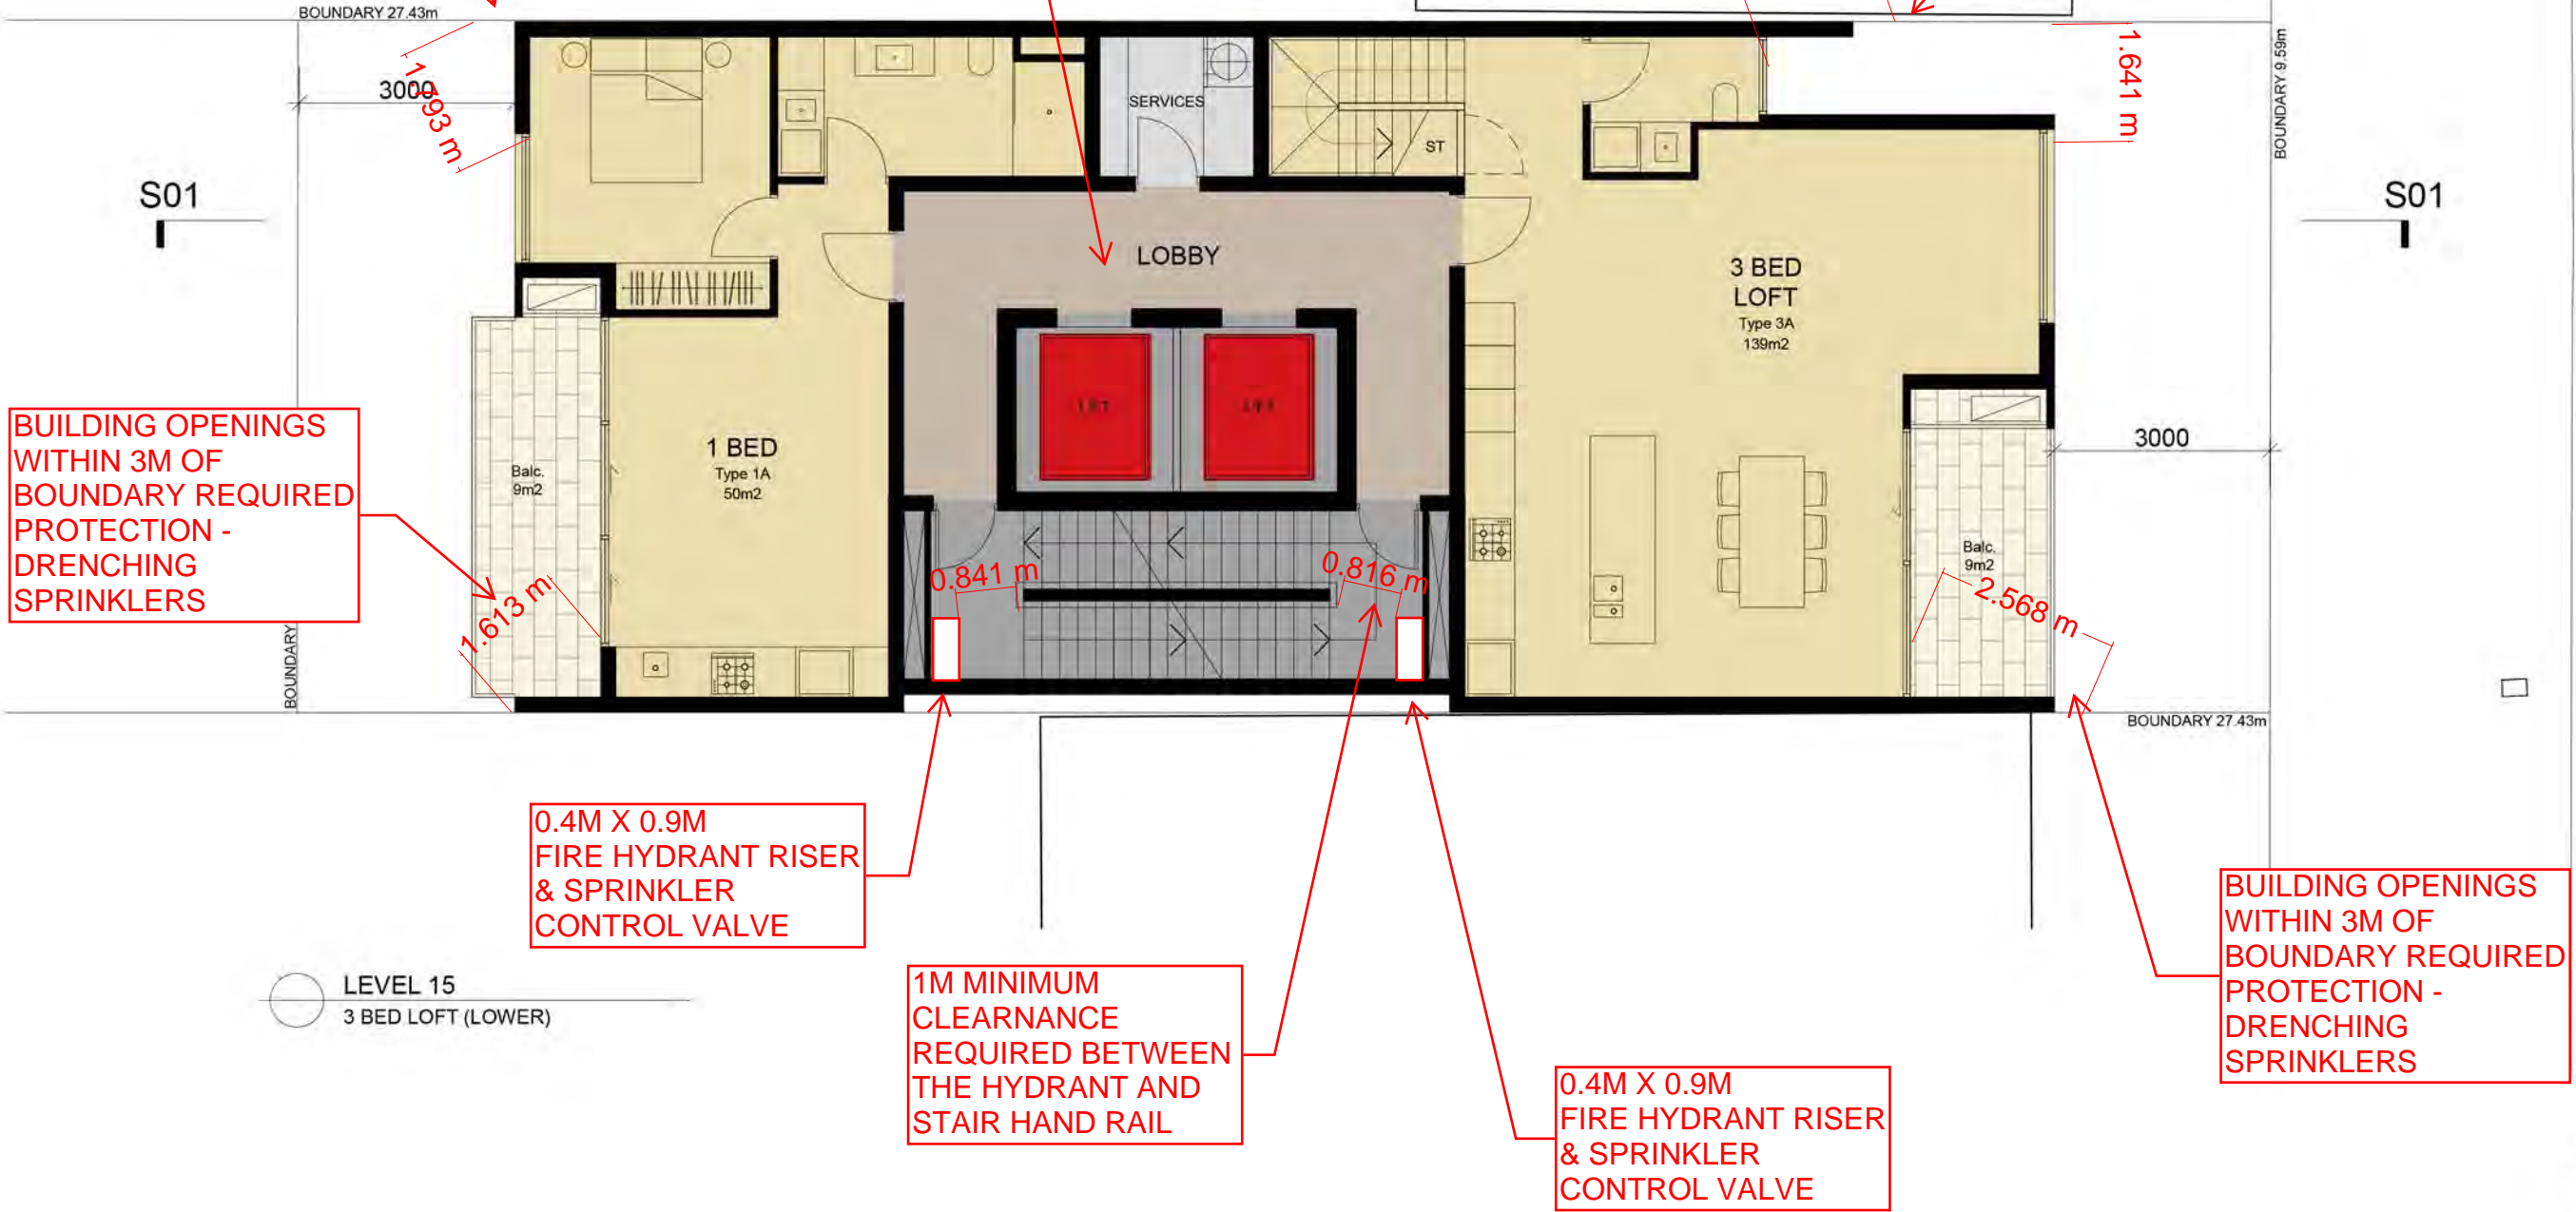 BOUNDARY 27.43m
3000
1.793 m
SERVICES
ST
1.641 m
BOUNDARY 9.59m
S01
S01
LOBBY
3 BED
LOFT
Type 3A
139m2
1 BED
Type 1A
50m2
Balc.
9m2
BUILDING OPENINGS
WITHIN 3M OF
BOUNDARY REQUIRED
PROTECTION -
DRENCHING
SPRINKLERS
3000
1.613 m
0.841 m
0.816 m
Balc.
9m2
2.568 m
BOUNDARY
BOUNDARY 27.43m
0.4M X 0.9M
FIRE HYDRANT RISER
& SPRINKLER
CONTROL VALVE
LEVEL 15
3 BED LOFT (LOWER)
1M MINIMUM
CLEARNANCE
REQUIRED BETWEEN
THE HYDRANT AND
STAIR HAND RAIL
0.4M X 0.9M
FIRE HYDRANT RISER
& SPRINKLER
CONTROL VALVE
BUILDING OPENINGS
WITHIN 3M OF
BOUNDARY REQUIRED
PROTECTION -
DRENCHING
SPRINKLERS